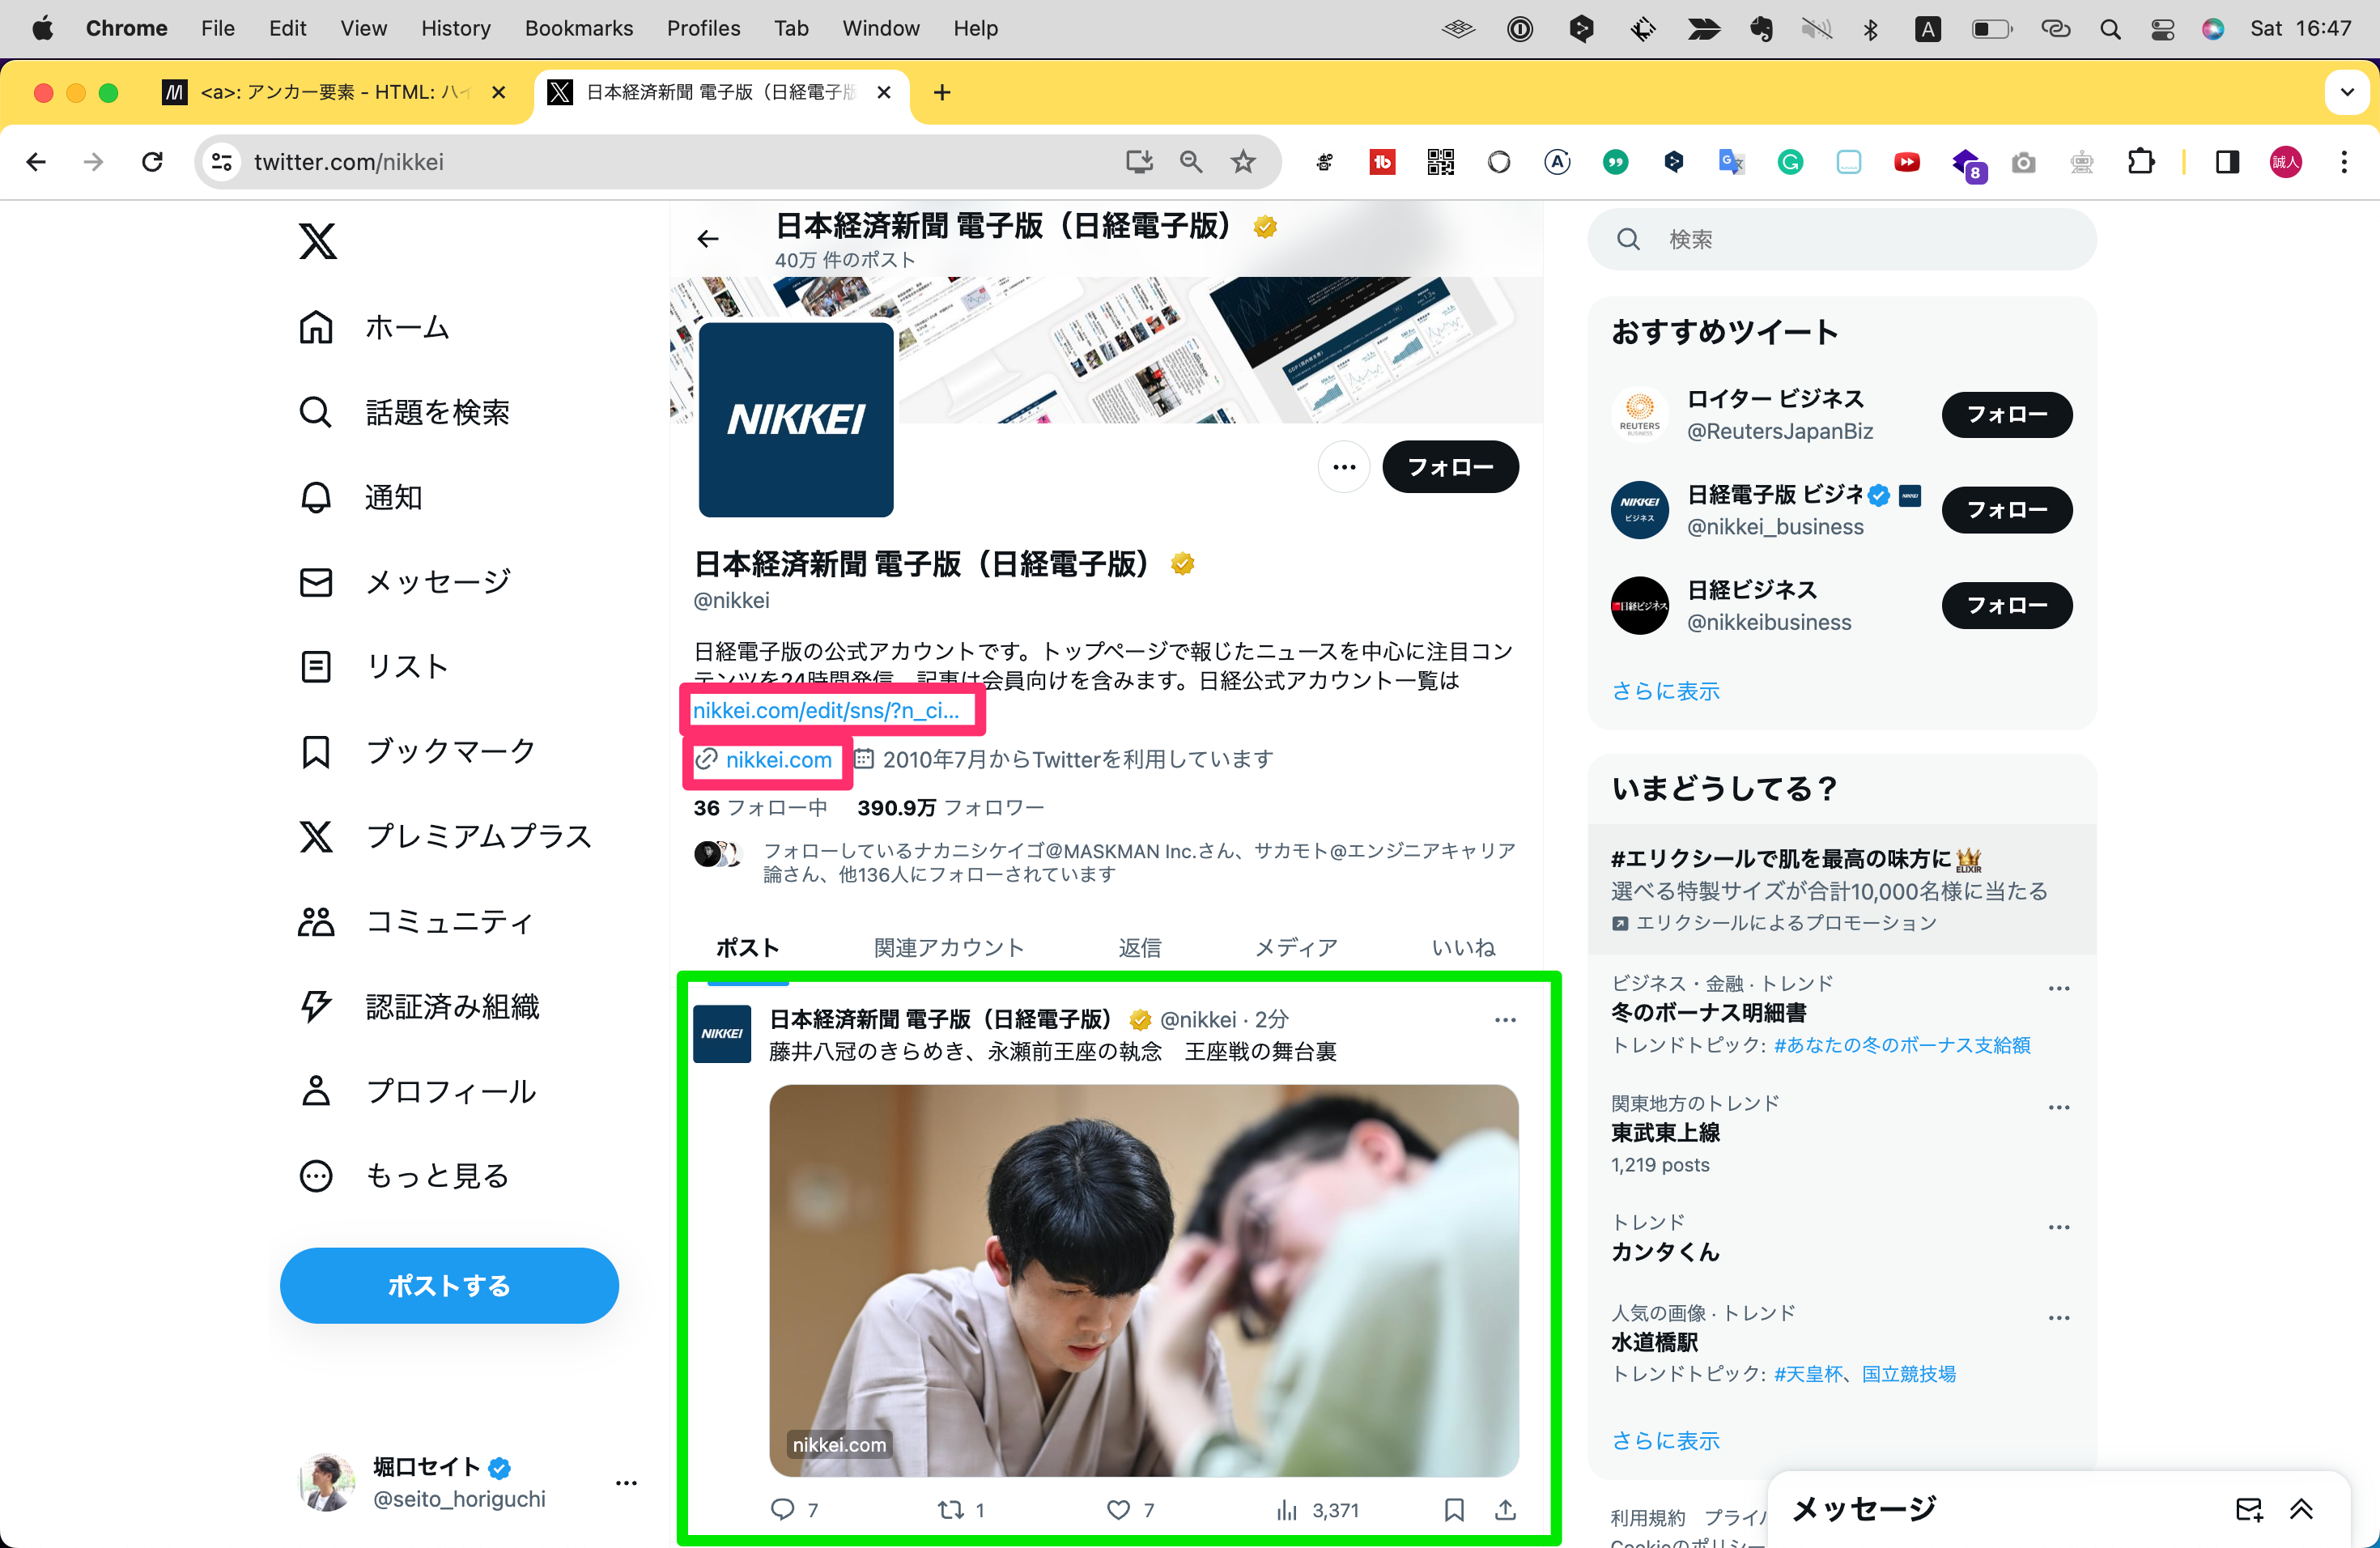 Chrome File Edit View History Bookmarks Profiles Tab Window Help A Sat 16:47
<a>: アンカー要素 - HTML: ハイ
日本経済新聞 電子版（日経電子版
twitter.com/nikkei
8
誠人
日本経済新聞 電子版（日経電子版）
40万 件のポスト
検索
ホーム
話題を検索
通知
メッセージ
リスト
ブックマーク
プレミアムプラス
コミュニティ
認証済み組織
プロフィール
もっと見る
ポストする
堀口セイト
@seito_horiguchi
NIKKEI
フォロー
日本経済新聞 電子版（日経電子版）
@nikkei
日経電子版の公式アカウントです。トップページで報じたニュースを中心に注目コン
テンツを24時間発信。記事は会員向けを含みます。日経公式アカウント一覧は
nikkei.com/edit/sns/?n_ci...
nikkei.com 2010年7月からTwitterを利用しています
36 フォロー中 390.9万 フォロワー
フォローしているナカニシケイゴ@MASKMAN Inc.さん、サカモト@エンジニアキャリア
論さん、他136人にフォローされています
ポスト 関連アカウント 返信 メディア いいね
NIKKEI
日本経済新聞 電子版（日経電子版） @nikkei · 2分
藤井八冠のきらめき、永瀬前王座の執念　王座戦の舞台裏
nikkei.com
7 1 7 3,371
おすすめツイート
REUTERS
BUSINESS
ロイター ビジネス
@ReutersJapanBiz
フォロー
NIKKEI
ビジネス
日経電子版 ビジネ
@nikkei_business
フォロー
日経ビジネス
日経ビジネス
@nikkeibusiness
フォロー
さらに表示
いまどうしてる？
#エリクシールで肌を最高の味方に
ELIXIR
選べる特製サイズが合計10,000名様に当たる
エリクシールによるプロモーション
ビジネス・金融 · トレンド
冬のボーナス明細書
トレンドトピック: #あなたの冬のボーナス支給額
関東地方のトレンド
東武東上線
1,219 posts
トレンド
カンタくん
人気の画像 · トレンド
水道橋駅
トレンドトピック: #天皇杯、国立競技場
さらに表示
利用規約 プライバ
メッセージ